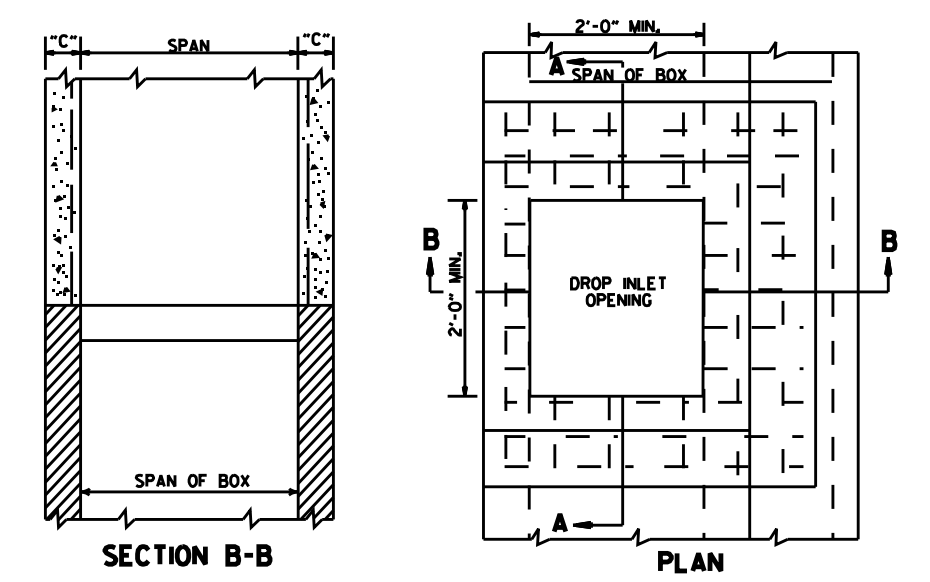 "C"
SPAN
"C"
SPAN OF BOX
SECTION B-B
2'-0" MIN.
A
SPAN OF BOX
B
2'-0" MIN.
DROP INLET
OPENING
B
A
PLAN